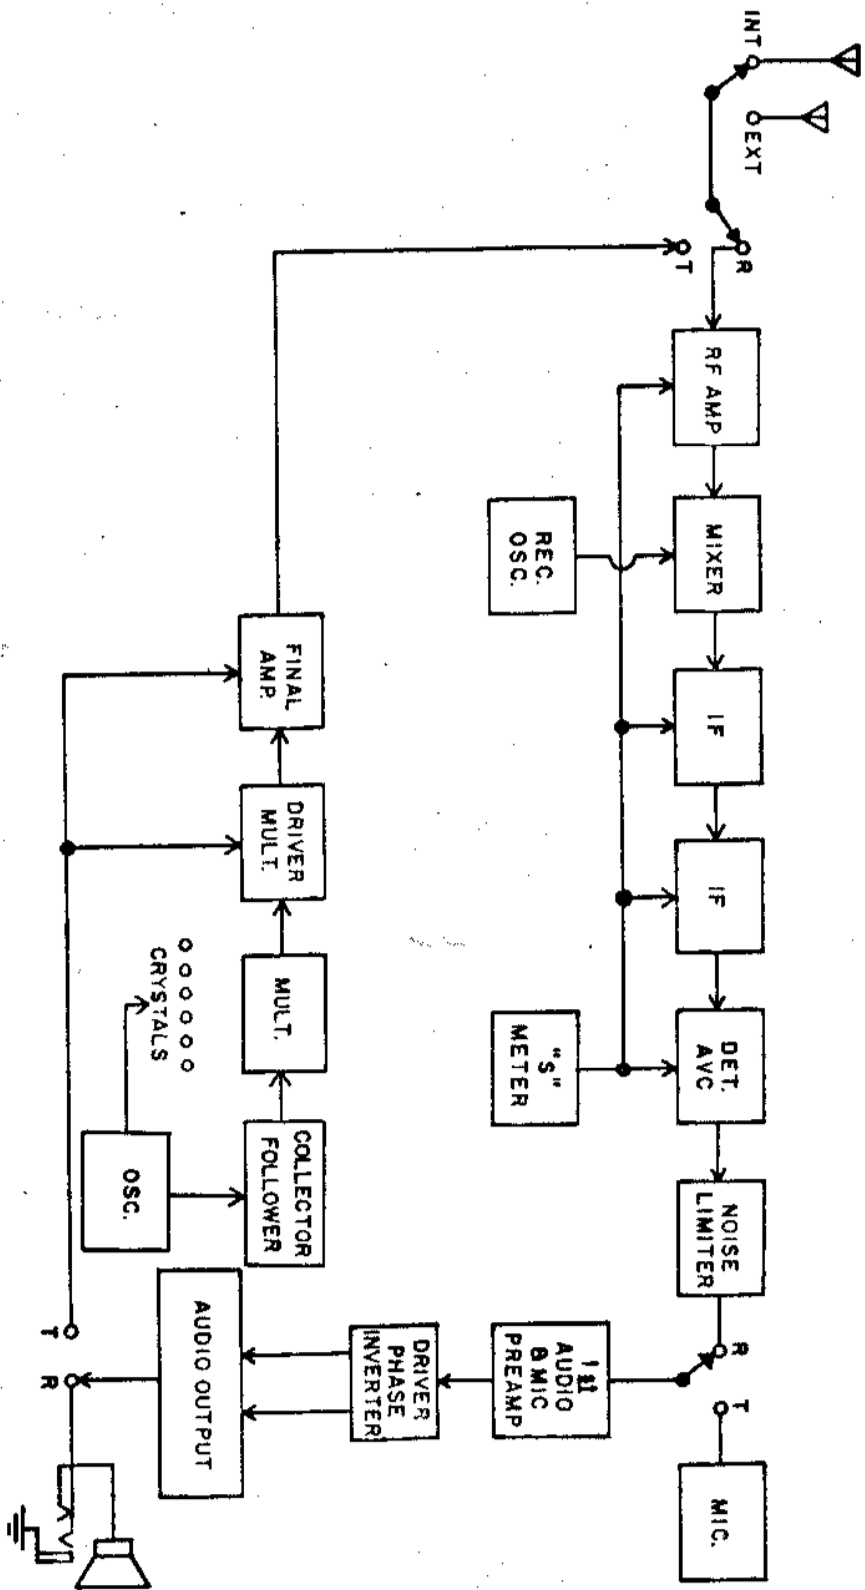 INT
EXT
R
T
RF AMP
MIXER
IF
IF
DET.
AVC
NOISE
LIMITER
R
T
MIC.
REC.
OSC.
"S"
METER
1st
AUDIO
& MIC
PREAMP
DRIVER
PHASE
INVERTER
AUDIO OUTPUT
FINAL
AMP.
DRIVER
MULT.
MULT.
COLLECTOR
FOLLOWER
CRYSTALS
OSC.
T
R